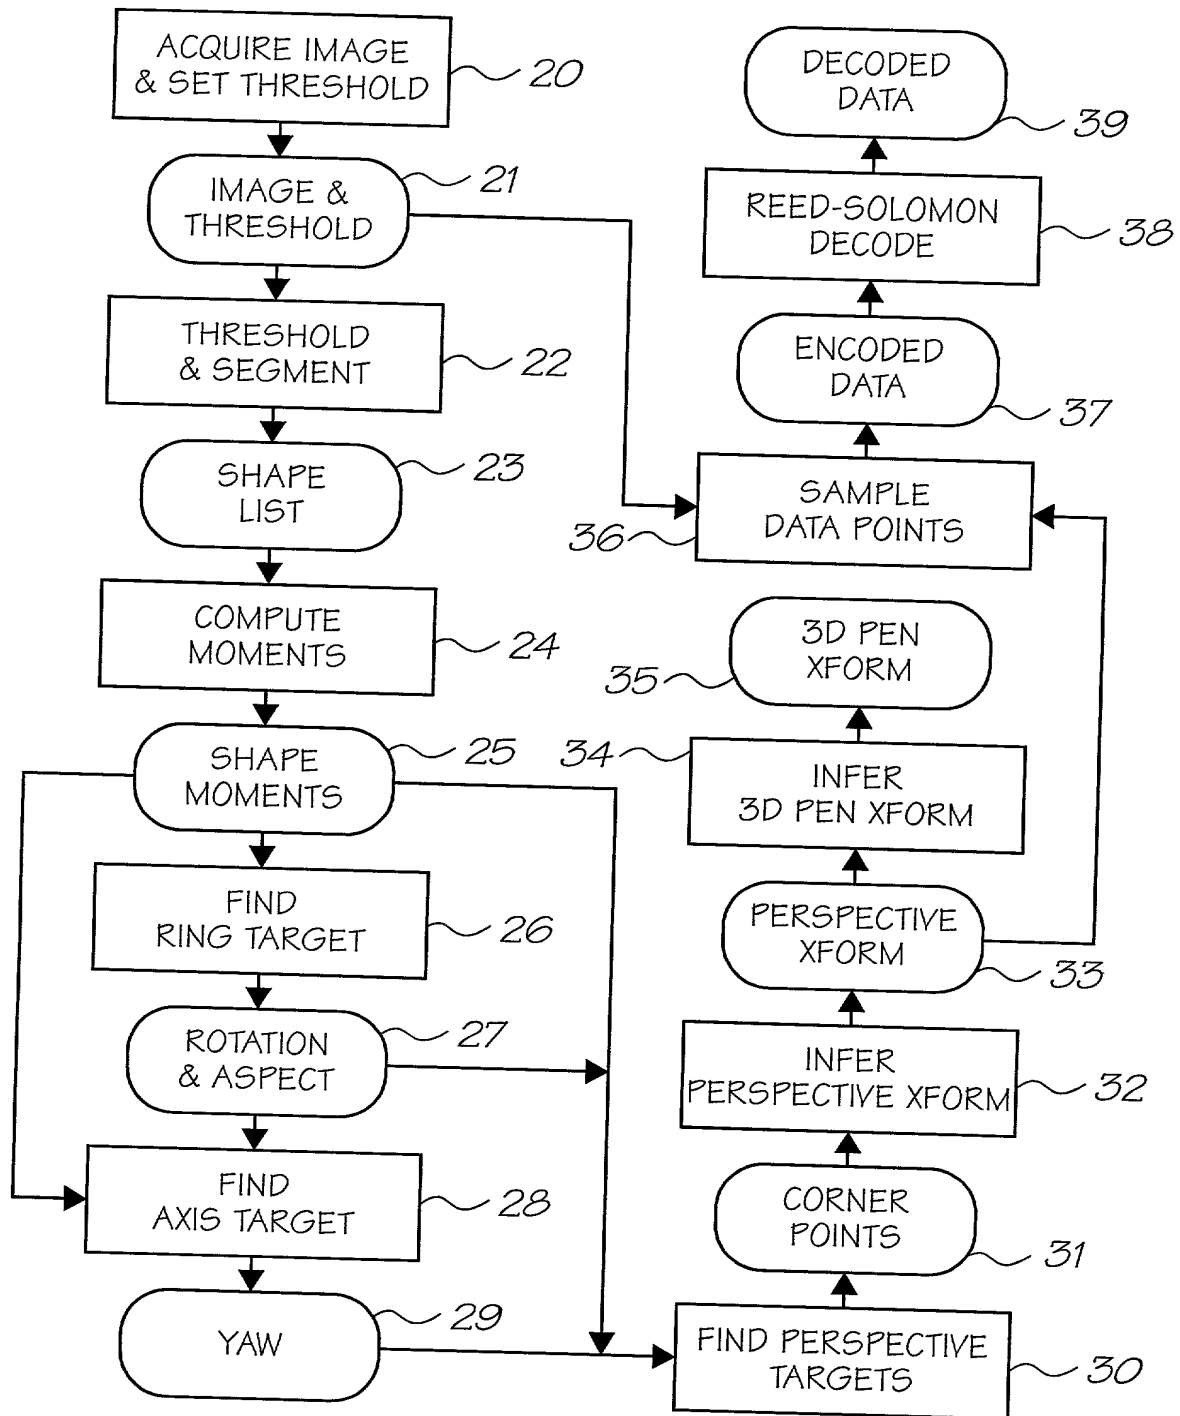 ACQUIRE IMAGE
& SET THRESHOLD
20
IMAGE &
THRESHOLD
21
THRESHOLD
& SEGMENT
22
SHAPE
LIST
23
COMPUTE
MOMENTS
24
SHAPE
MOMENTS
25
FIND
RING TARGET
26
ROTATION
& ASPECT
27
FIND
AXIS TARGET
28
YAW
29
DECODED
DATA
39
REED-SOLOMON
DECODE
38
ENCODED
DATA
37
SAMPLE
DATA POINTS
36
3D PEN
XFORM
35
34
INFER
3D PEN XFORM
PERSPECTIVE
XFORM
33
INFER
PERSPECTIVE XFORM
32
CORNER
POINTS
31
FIND PERSPECTIVE
TARGETS
30